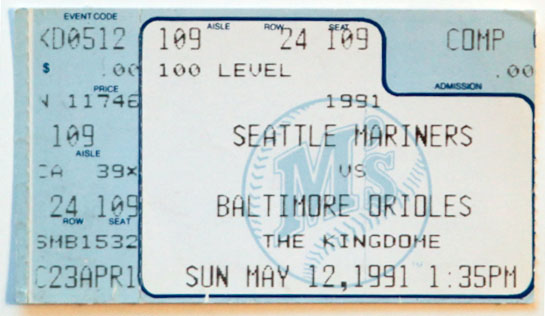 EVENT CODE AISLE ROW SEAT
KD0512 109 24 109 COMP
$ .00 100 LEVEL .00
PRICE ADMISSION
11746 1991
109 SEATTLE MARINERS
AISLE
CA 39× VS
24 109 BALTIMORE ORIOLES
ROW SEAT
SMB1532 THE KINGDOME
C23APR1 SUN MAY 12,1991 1:35PM
M's